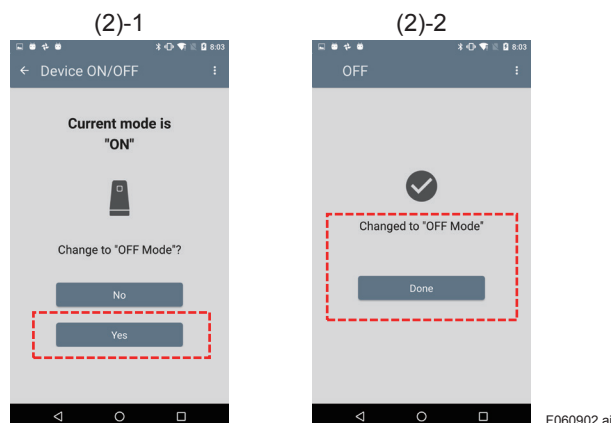 (2)-1
8:03
Device ON/OFF
Current mode is
"ON"
Change to "OFF Mode"?
No
Yes
(2)-2
8:03
OFF
Changed to "OFF Mode"
Done
F060902.ai